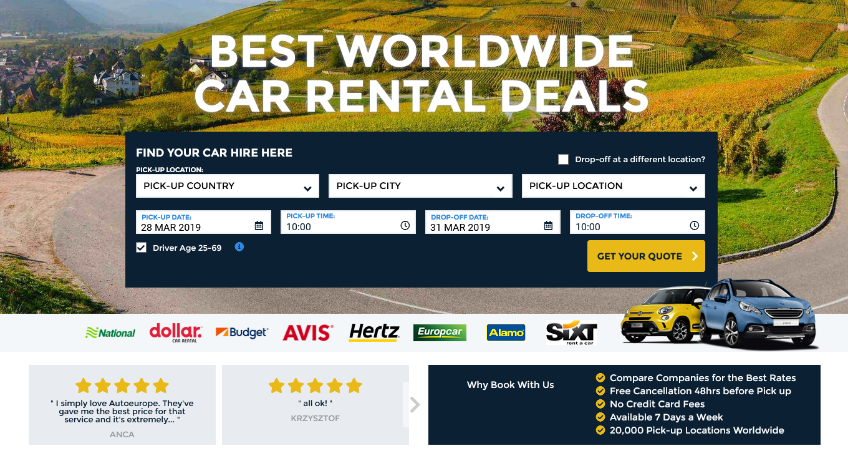 BEST WORLDWIDE
CAR RENTAL DEALS
FIND YOUR CAR HIRE HERE
Drop-off at a different location?
PICK-UP LOCATION:
PICK-UP COUNTRY
PICK-UP CITY
PICK-UP LOCATION
PICK-UP DATE:
28 MAR 2019
PICK-UP TIME:
10:00
DROP-OFF DATE:
31 MAR 2019
DROP-OFF TIME:
10:00
Driver Age 25-69
i
GET YOUR QUOTE
National
dollar.
CAR RENTAL
Budget
AVIS
Hertz
Europcar
Alamo
SIXT
rent a car
" I simply love Autoeurope. They've
gave me the best price for that
service and it's extremely... "
ANCA
" all ok! "
KRZYSZTOF
Why Book With Us
Compare Companies for the Best Rates
Free Cancellation 48hrs before Pick up
No Credit Card Fees
Available 7 Days a Week
20,000 Pick-up Locations Worldwide